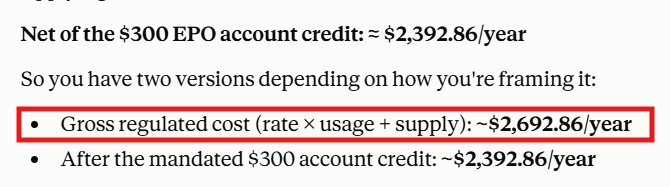 Net of the $300 EPO account credit: ≈ $2,392.86/year
So you have two versions depending on how you're framing it:
• Gross regulated cost (rate × usage + supply): ~$2,692.86/year
• After the mandated $300 account credit: ~$2,392.86/year